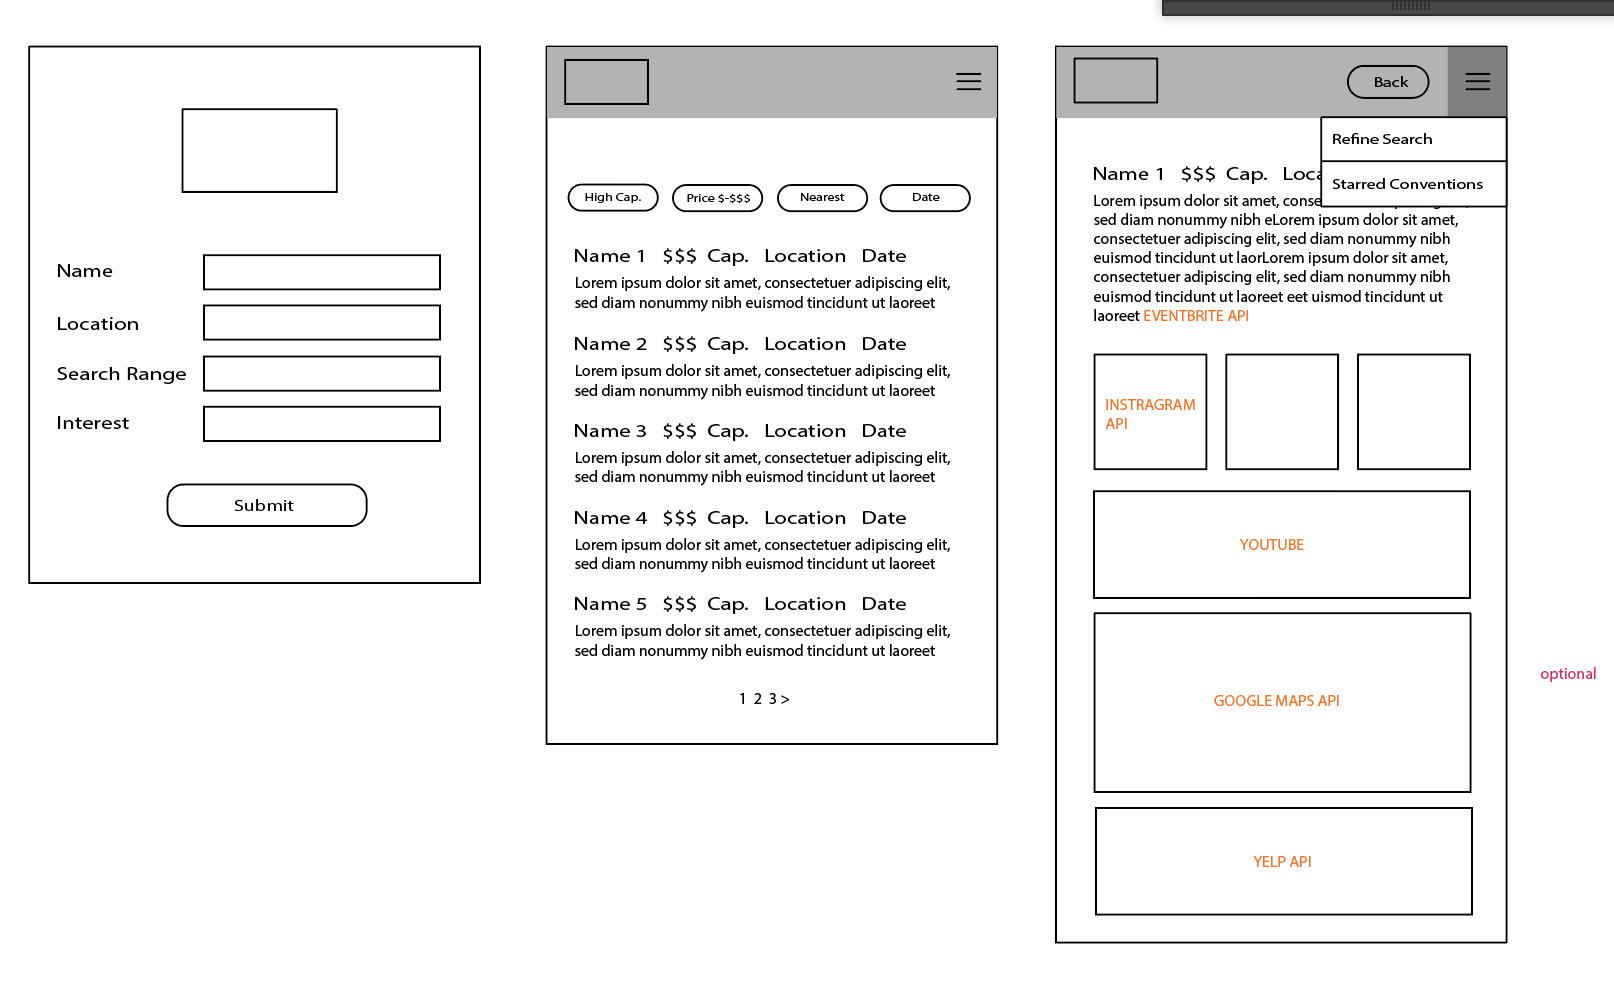 Name
Location
Search Range
Interest
Submit
High Cap.
Price $-$$$
Nearest
Date
Name 1 $$$ Cap. Location Date
Lorem ipsum dolor sit amet, consectetuer adipiscing elit,
sed diam nonummy nibh euismod tincidunt ut laoreet
Name 2 $$$ Cap. Location Date
Lorem ipsum dolor sit amet, consectetuer adipiscing elit,
sed diam nonummy nibh euismod tincidunt ut laoreet
Name 3 $$$ Cap. Location Date
Lorem ipsum dolor sit amet, consectetuer adipiscing elit,
sed diam nonummy nibh euismod tincidunt ut laoreet
Name 4 $$$ Cap. Location Date
Lorem ipsum dolor sit amet, consectetuer adipiscing elit,
sed diam nonummy nibh euismod tincidunt ut laoreet
Name 5 $$$ Cap. Location Date
Lorem ipsum dolor sit amet, consectetuer adipiscing elit,
sed diam nonummy nibh euismod tincidunt ut laoreet
1 2 3 >
Back
Refine Search
Starred Conventions
Name 1 $$$ Cap. Loca
Lorem ipsum dolor sit amet, conse
sed diam nonummy nibh eLorem ipsum dolor sit amet,
consectetuer adipiscing elit, sed diam nonummy nibh
euismod tincidunt ut laorLorem ipsum dolor sit amet,
consectetuer adipiscing elit, sed diam nonummy nibh
euismod tincidunt ut laoreet eet uismod tincidunt ut
laoreet EVENTBRITE API
INSTRAGRAM
API
YOUTUBE
GOOGLE MAPS API
YELP API
optional